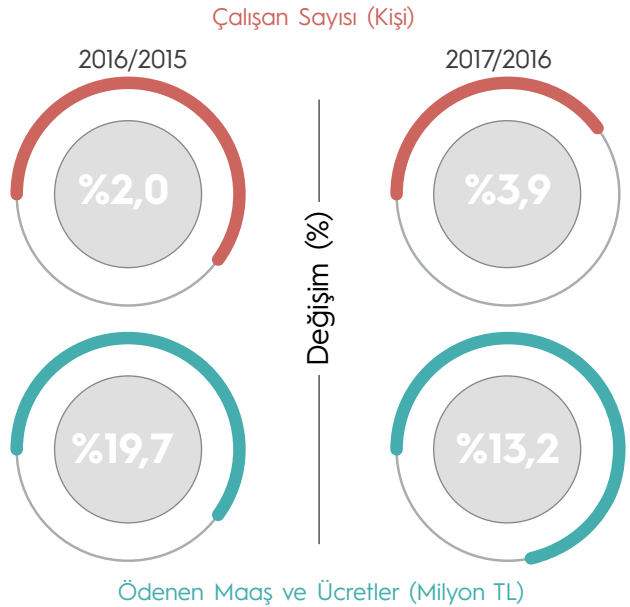 Çalışan Sayısı (Kişi)
2016/2015
2017/2016
%2,0
%3,9
Değişim (%)
%19,7
%13,2
Ödenen Maaş ve Ücretler (Milyon TL)